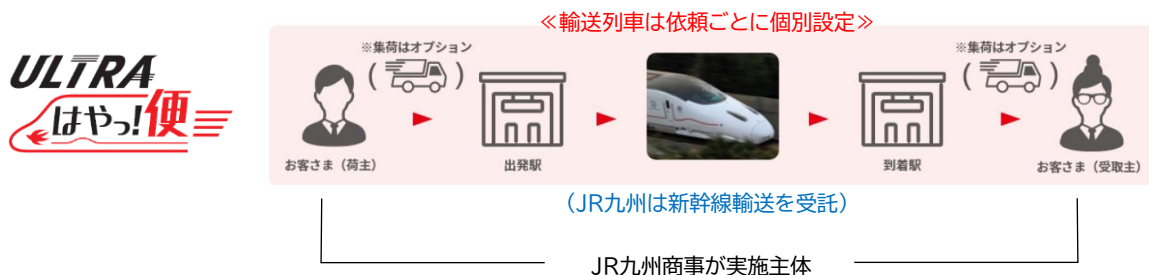 ≪輸送列車は依頼ごとに個別設定≫
ULTRA
はやっ!便
※集荷はオプション
※集荷はオプション
お客さま（荷主）
出発駅
到着駅
お客さま（受取主）
（JR九州は新幹線輸送を受託）
JR九州商事が実施主体